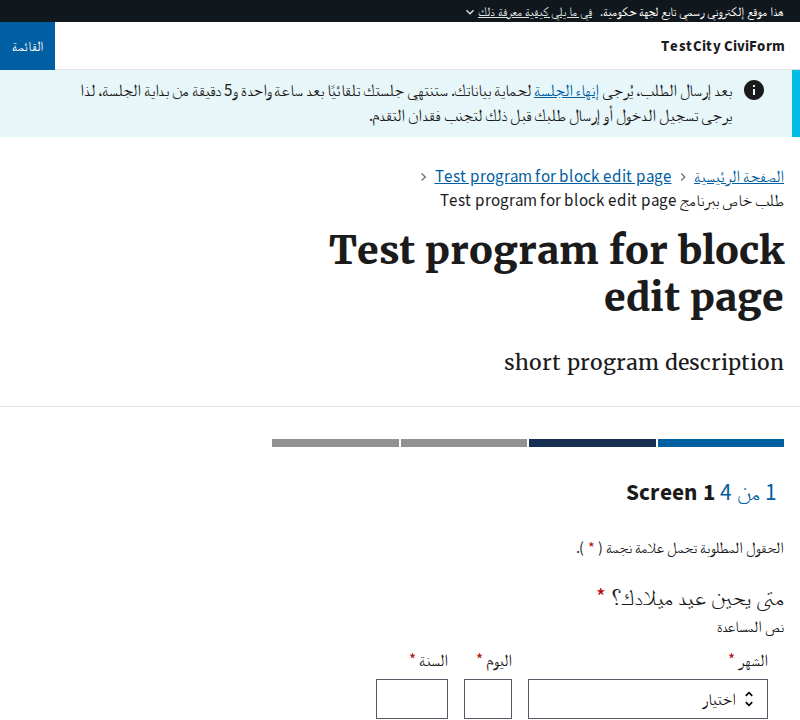 هذا موقع إلكتروني رسمي تابع لجهة حكومية. في ما يلي كيفية معرفة ذلك
TestCity CiviForm
القائمة
بعد إرسال الطلب، يُرجى إنهاء الجلسة لحماية بياناتك. ستنتهي جلستك تلقائيًا بعد ساعة واحدة و5 دقيقة من بداية الجلسة، لذا
يرجى تسجيل الدخول أو إرسال طلبك قبل ذلك لتجنب فقدان التقدم.
الصفحة الرئيسية
Test program for block edit page
طلب خاص ببرنامج Test program for block edit page
Test program for block
edit page
short program description
1 من 4 Screen 1
الحقول المطلوبة تحمل علامة نجمة ( * ).
متى يحين عيد ميلادك؟ *
نص المساعدة
الشهر *
اليوم *
السنة *
اختيار